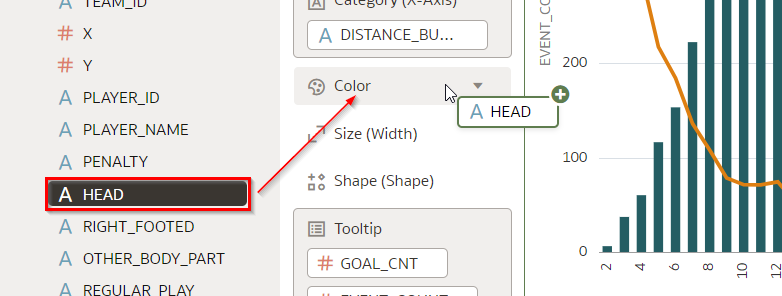 TEAM_ID
X
Y
PLAYER_ID
PLAYER_NAME
PENALTY
HEAD
RIGHT_FOOTED
OTHER_BODY_PART
REGULAR_PLAY
Category (X-Axis)
DISTANCE_BU...
Color
HEAD
Size (Width)
Shape (Shape)
Tooltip
GOAL_CNT
EVENT_COUNT
EVENT_CO
200
100
0
2
4
6
8
10
12